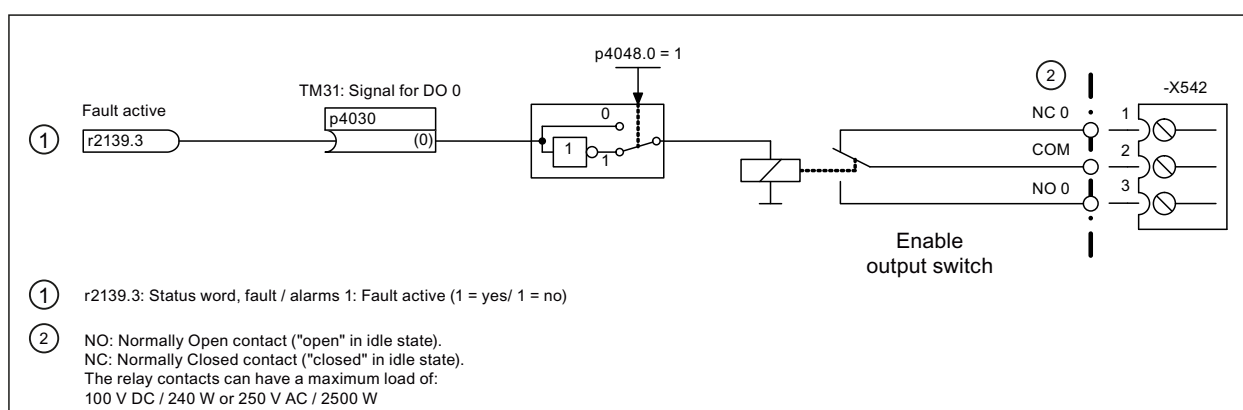 p4048.0 = 1
TM31: Signal for DO 0
Fault active
p4030
1
r2139.3
(0)
0
1
1
2
-X542
NC 0
1
COM
2
NO 0
3
Enable
output switch
1
r2139.3: Status word, fault / alarms 1: Fault active (1 = yes/ 1 = no)
2
NO: Normally Open contact ("open" in idle state).
NC: Normally Closed contact ("closed" in idle state).
The relay contacts can have a maximum load of:
100 V DC / 240 W or 250 V AC / 2500 W